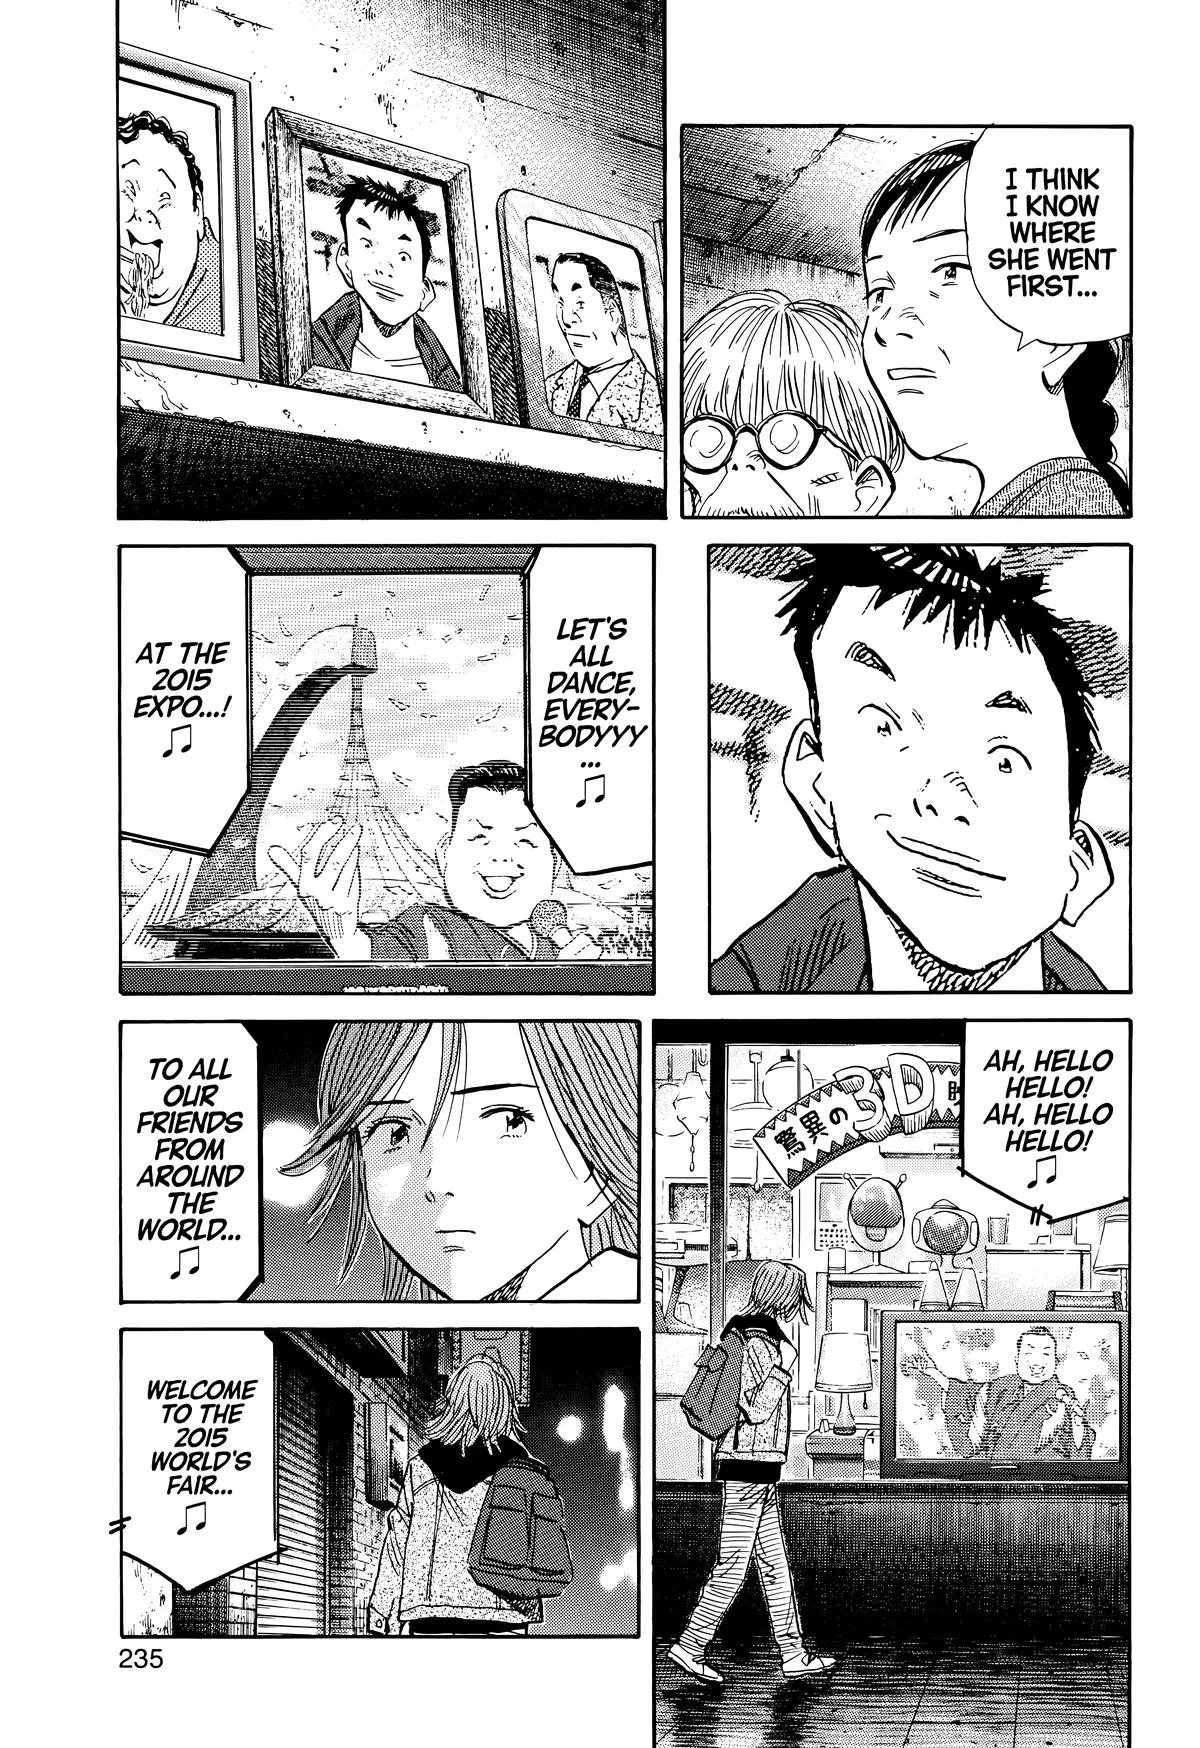 I THINK
I KNOW
WHERE
SHE WENT
FIRST...
LET'S
ALL
DANCE,
EVERY-
BODYYY
...
AT THE
2015
EXPO...!
AH, HELLO
HELLO!
AH, HELLO
HELLO!
驚異の3D映
TO ALL
OUR
FRIENDS
FROM
AROUND
THE
WORLD...
WELCOME
TO THE
2015
WORLD'S
FAIR...
235